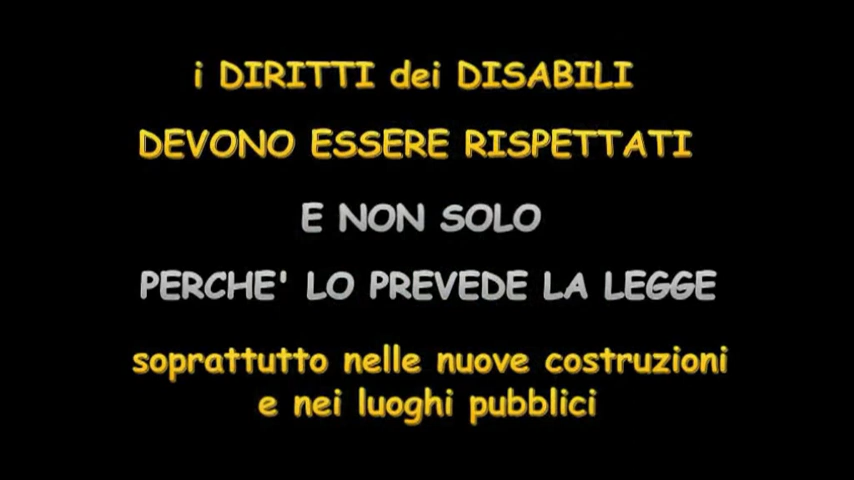 i DIRITTI dei DISABILI
DEVONO ESSERE RISPETTATI
E NON SOLO
PERCHE' LO PREVEDE LA LEGGE
soprattutto nelle nuove costruzioni
e nei luoghi pubblici